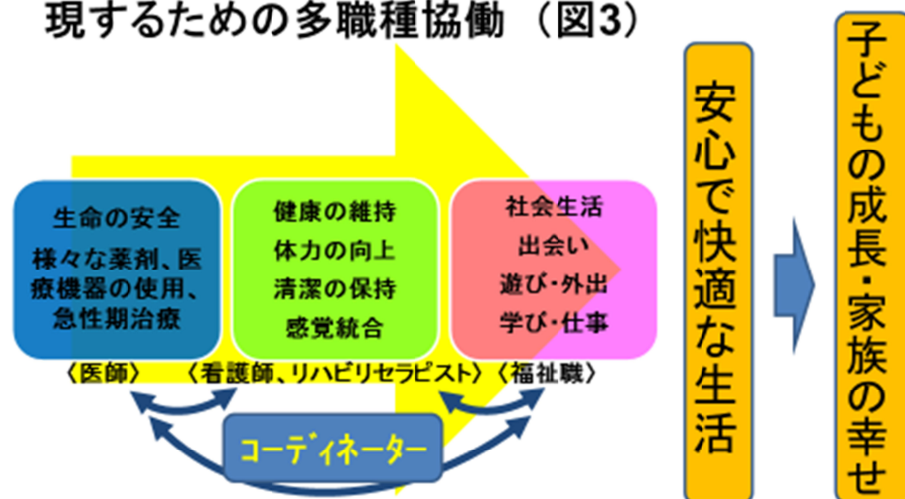 現するための多職種協働 （図3）
生命の安全
様々な薬剤、医
療機器の使用、
急性期治療
健康の維持
体力の向上
清潔の保持
感覚統合
社会生活
出会い
遊び・外出
学び・仕事
〈医師〉
〈看護師、リハビリセラピスト〉
〈福祉職〉
コーディネーター
安心で快適な生活
子どもの成長・家族の幸せ